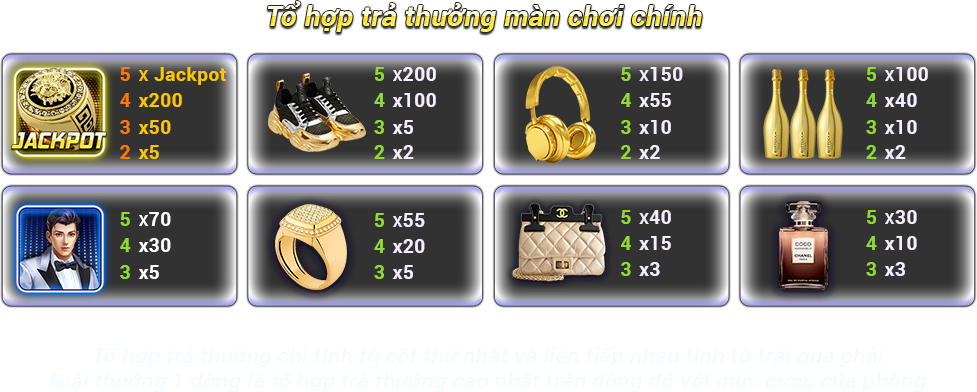 Tổ hợp trả thưởng màn chơi chính
5 x Jackpot
4 x200
3 x50
2 x5
JACKPOT
5 x200
4 x100
3 x5
2 x2
5 x150
4 x55
3 x10
2 x2
5 x100
4 x40
3 x10
2 x2
5 x70
4 x30
3 x5
5 x55
4 x20
3 x5
5 x40
4 x15
3 x3
CHANEL
5 x30
4 x10
3 x3
COCO
CHANEL
Tổ hợp trả thưởng chỉ tính từ cột thứ nhất và liên tiếp nhau tính từ trái qua phải.
Giải thưởng 1 dòng là tổ hợp trả thưởng cao nhất trên dòng đó với mức cược của phòng